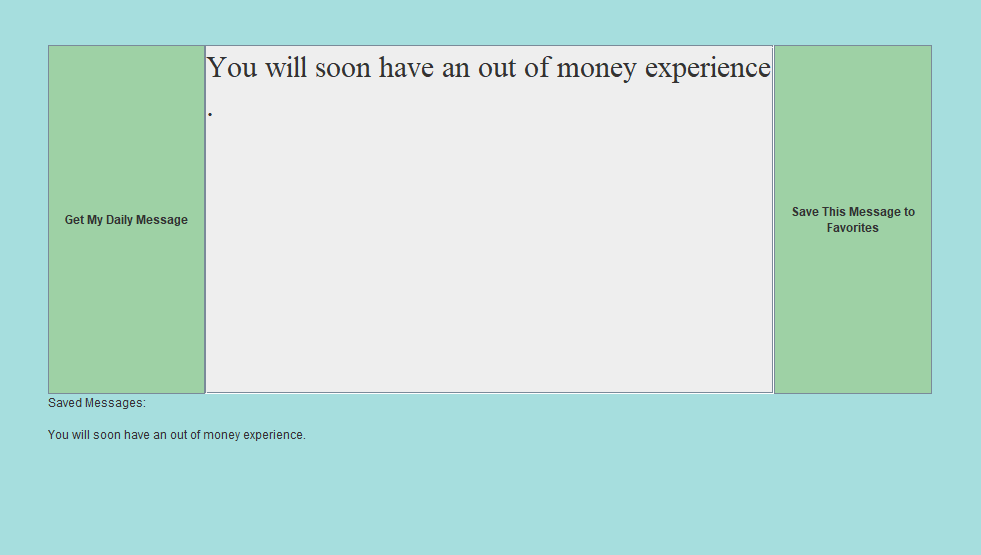 You will soon have an out of money experience
.
Get My Daily Message
Save This Message to
Favorites
Saved Messages:
You will soon have an out of money experience.